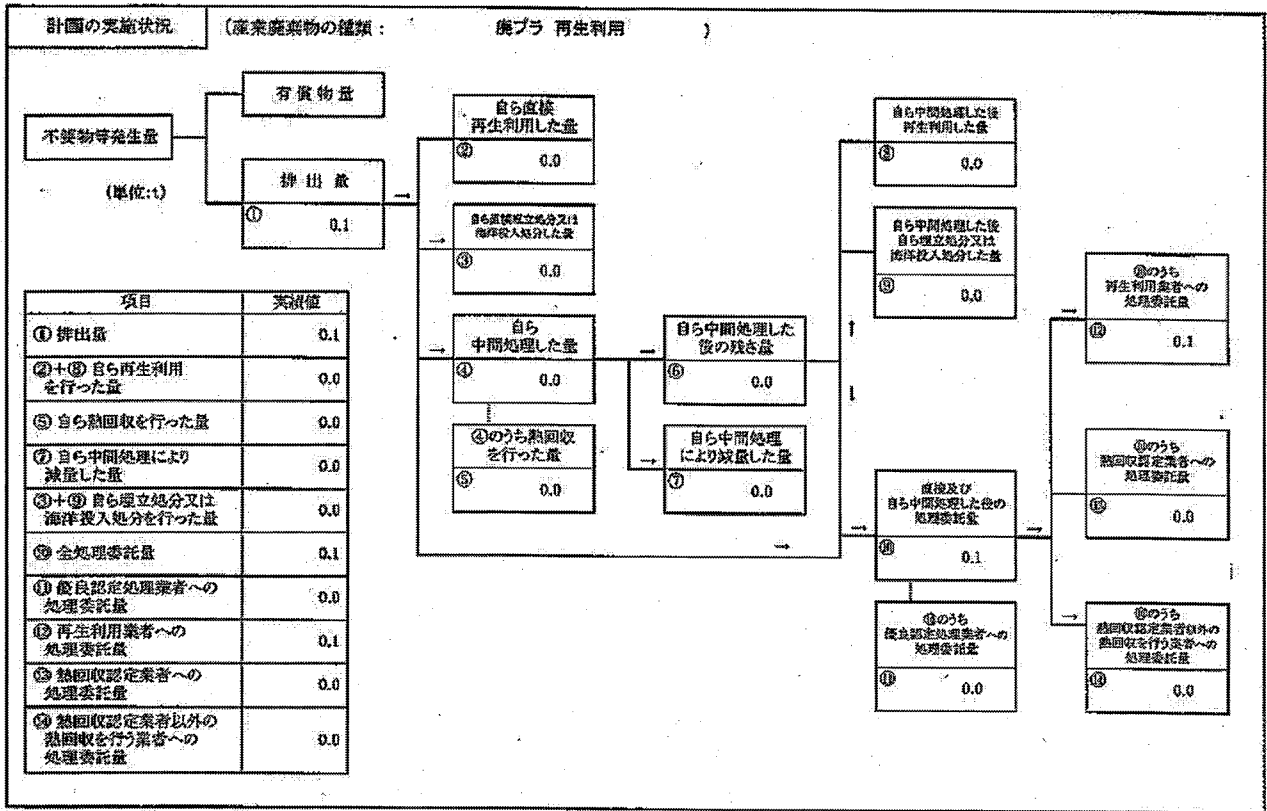 計画の実施状況
(産業廃棄物の種類: 廃プラ 再生利用 )
不要物等発生量
(単位:t)
有償物量
排出量
① 0.1
自ら直接
再生利用した量
② 0.0
自ら直接埋立処分又は
海洋投入処分した量
③ 0.0
自ら
中間処理した量
④ 0.0
④のうち熱回収
を行った量
⑤ 0.0
自ら中間処理した
後の残さ量
⑥ 0.0
自ら中間処理
により減量した量
⑦ 0.0
自ら中間処理した後
再生利用した量
⑧ 0.0
自ら中間処理した後
自ら埋立処分又は
海洋投入処分した量
⑨ 0.0
直接及び
自ら中間処理した後の
処理委託量
⑩ 0.1
⑩のうち
優良認定処理業者への
処理委託量
⑪ 0.0
⑩のうち
再生利用業者への
処理委託量
⑫ 0.1
⑩のうち
熱回収認定業者への
処理委託量
⑬ 0.0
⑩のうち
熱回収認定業者以外の
熱回収を行う業者への
処理委託量
⑭ 0.0
項目 実績値
① 排出量 0.1
②+⑧ 自ら再生利用
を行った量 0.0
⑤ 自ら熱回収を行った量 0.0
⑦ 自ら中間処理により
減量した量 0.0
③+⑨ 自ら埋立処分又は
海洋投入処分を行った量 0.0
⑩ 全処理委託量 0.1
⑪ 優良認定処理業者への
処理委託量 0.0
⑫ 再生利用業者への
処理委託量 0.1
⑬ 熱回収認定業者への
処理委託量 0.0
⑭ 熱回収認定業者以外の
熱回収を行う業者への
処理委託量 0.0